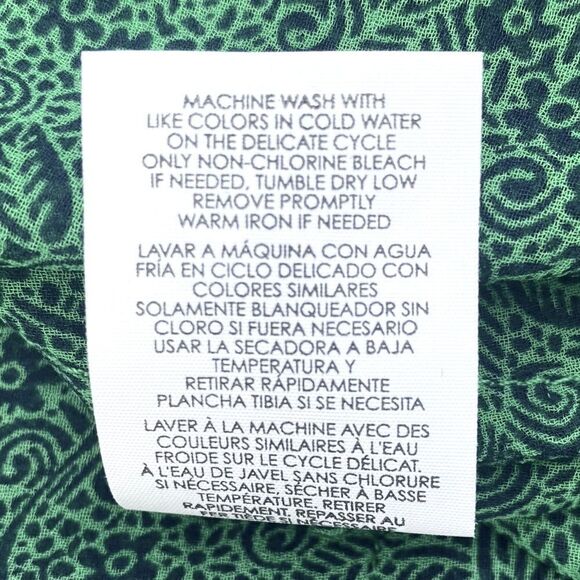 MACHINE WASH WITH
LIKE COLORS IN COLD WATER
ON THE DELICATE CYCLE
ONLY NON-CHLORINE BLEACH
IF NEEDED, TUMBLE DRY LOW
REMOVE PROMPTLY
WARM IRON IF NEEDED
LAVAR A MÁQUINA CON AGUA
FRÍA EN CICLO DELICADO CON
COLORES SIMILARES
SOLAMENTE BLANQUEADOR SIN
CLORO SI FUERA NECESARIO
USAR LA SECADORA A BAJA
TEMPERATURA Y
RETIRAR RÁPIDAMENTE
PLANCHA TIBIA SI SE NECESITA
LAVER À LA MACHINE AVEC DES
COULEURS SIMILAIRES À L'EAU
FROIDE SUR LE CYCLE DÉLICAT.
À L'EAU DE JAVEL SANS CHLORURE
SI NÉCESSAIRE, SÉCHER À BASSE
TEMPÉRATURE, RETIRER
RAPIDEMENT, REPASSER AU
FER TIEDE SI NÉCESSAIRE